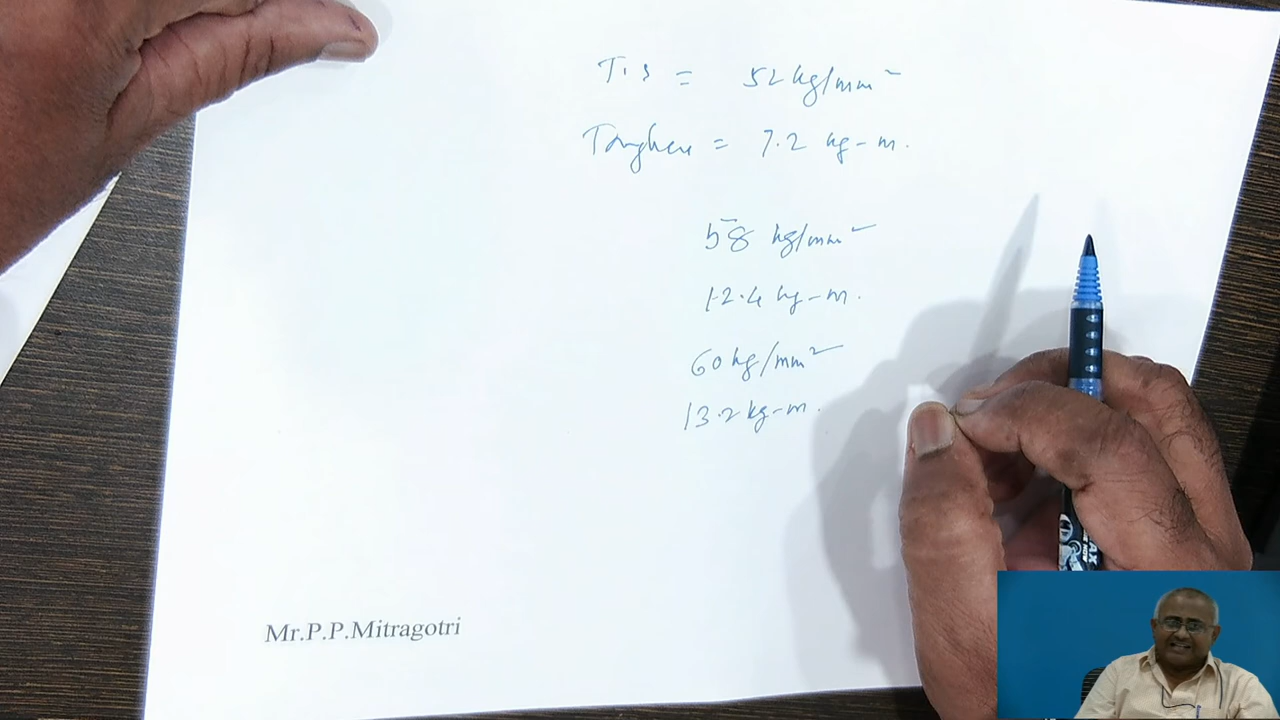 T.S = 52 kg/mm²
Toughness = 7.2 kg-m.
58 kg/mm²
12.4 kg-m.
60 kg/mm²
13.2 kg-m.
Mr.P.P.Mitragotri